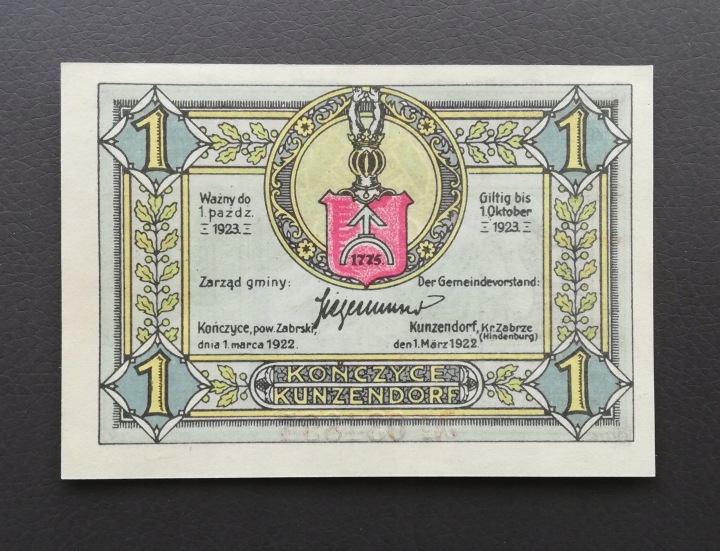 1
1
Ważny do
1. paźdz.
1923.
Giltig bis
1. Oktober
1923.
1775
Zarząd gminy:
Der Gemeindevorstand:
Kończyce, pow. Zabrski,
dnia 1. marca 1922.
Kunzendorf, Kr. Zabrze
(Hindenburg)
den 1. März 1922.
1
1
KOŃCZYCE
KUNZENDORF